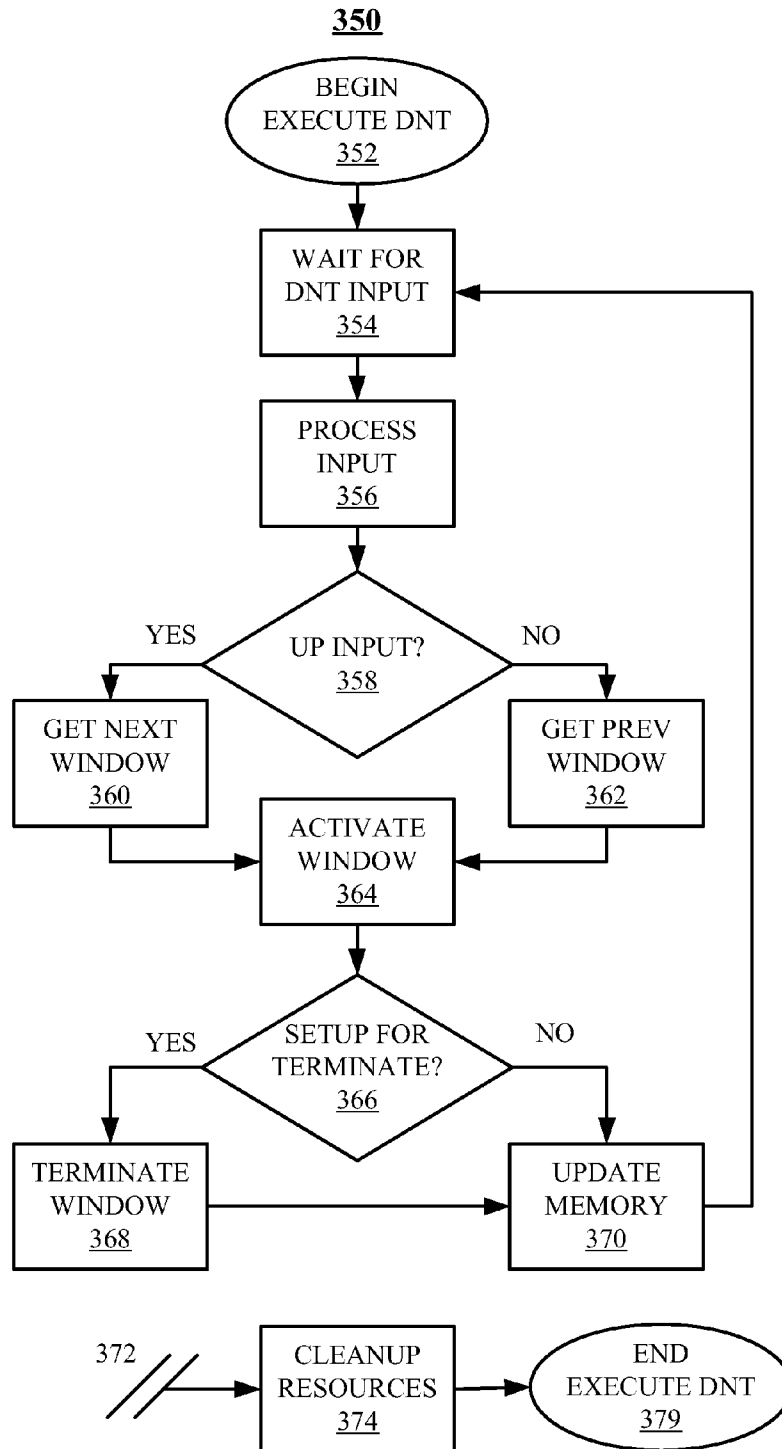 350
BEGIN
EXECUTE DNT
352
WAIT FOR
DNT INPUT
354
PROCESS
INPUT
356
YES
UP INPUT?
358
NO
GET NEXT
WINDOW
360
GET PREV
WINDOW
362
ACTIVATE
WINDOW
364
YES
SETUP FOR
TERMINATE?
366
NO
TERMINATE
WINDOW
368
UPDATE
MEMORY
370
372
CLEANUP
RESOURCES
374
END
EXECUTE DNT
379